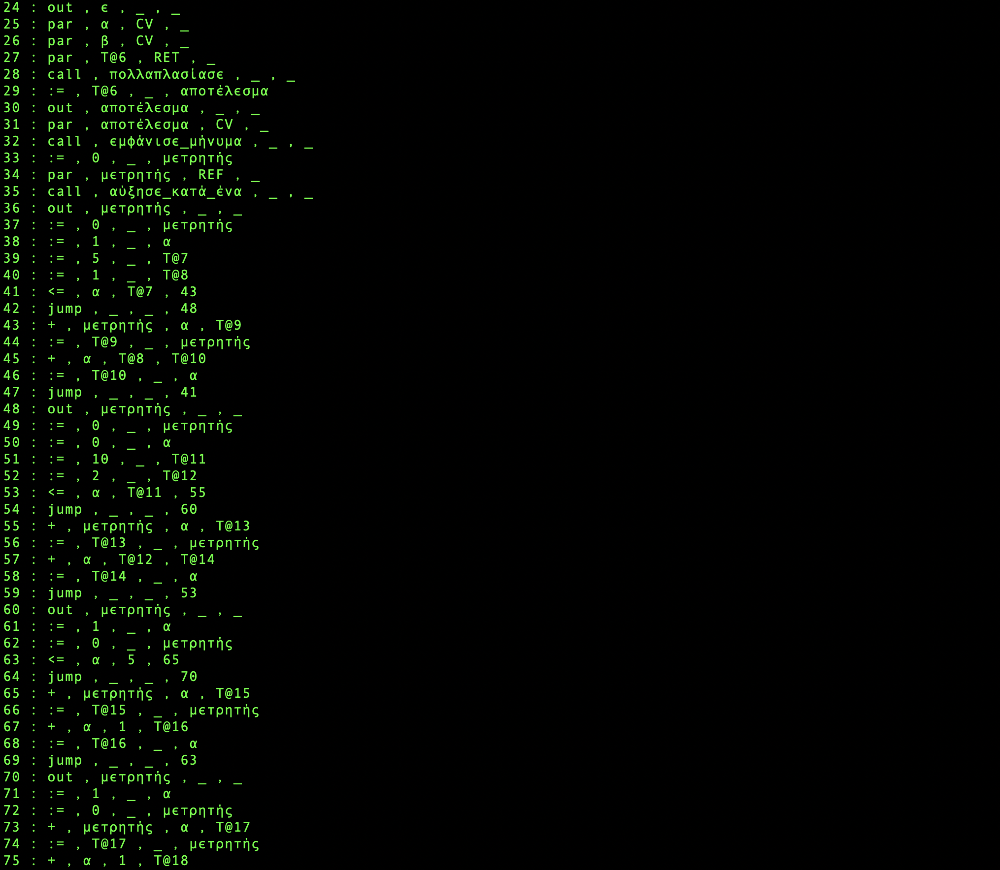 24 : out , ε , _ , _
25 : par , α , CV , _
26 : par , β , CV , _
27 : par , T@6 , RET , _
28 : call , πολλαπλασίασε , _ , _
29 : := , T@6 , _ , αποτέλεσμα
30 : out , αποτέλεσμα , _ , _
31 : par , αποτέλεσμα , CV , _
32 : call , εμφάνισε_μήνυμα , _ , _
33 : := , 0 , _ , μετρητής
34 : par , μετρητής , REF , _
35 : call , αύξησε_κατά_ένα , _ , _
36 : out , μετρητής , _ , _
37 : := , 0 , _ , μετρητής
38 : := , 1 , _ , α
39 : := , 5 , _ , T@7
40 : := , 1 , _ , T@8
41 : <= , α , T@7 , 43
42 : jump , _ , _ , 48
43 : + , μετρητής , α , T@9
44 : := , T@9 , _ , μετρητής
45 : + , α , T@8 , T@10
46 : := , T@10 , _ , α
47 : jump , _ , _ , 41
48 : out , μετρητής , _ , _
49 : := , 0 , _ , μετρητής
50 : := , 0 , _ , α
51 : := , 10 , _ , T@11
52 : := , 2 , _ , T@12
53 : <= , α , T@11 , 55
54 : jump , _ , _ , 60
55 : + , μετρητής , α , T@13
56 : := , T@13 , _ , μετρητής
57 : + , α , T@12 , T@14
58 : := , T@14 , _ , α
59 : jump , _ , _ , 53
60 : out , μετρητής , _ , _
61 : := , 1 , _ , α
62 : := , 0 , _ , μετρητής
63 : <= , α , 5 , 65
64 : jump , _ , _ , 70
65 : + , μετρητής , α , T@15
66 : := , T@15 , _ , μετρητής
67 : + , α , 1 , T@16
68 : := , T@16 , _ , α
69 : jump , _ , _ , 63
70 : out , μετρητής , _ , _
71 : := , 1 , _ , α
72 : := , 0 , _ , μετρητής
73 : + , μετρητής , α , T@17
74 : := , T@17 , _ , μετρητής
75 : + , α , 1 , T@18